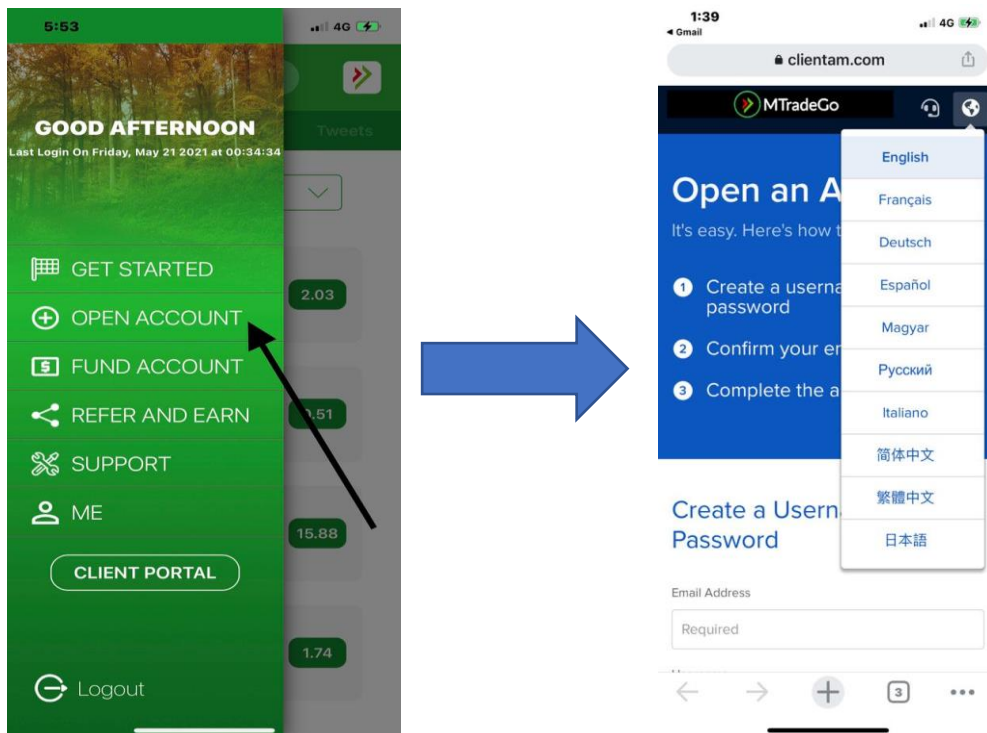 5:53
4G
Tweets
GOOD AFTERNOON
Last Login On Friday, May 21 2021 at 00:34:34
GET STARTED
2.03
OPEN ACCOUNT
FUND ACCOUNT
REFER AND EARN
.51
SUPPORT
ME
15.88
CLIENT PORTAL
1.74
Logout
1:39
Gmail
4G
clientam.com
MTradeGo
Open an A
It's easy. Here's how t
1 Create a userna
password
2 Confirm your e
3 Complete the a
English
Français
Deutsch
Español
Magyar
Русский
Italiano
简体中文
繁體中文
日本語
Create a Usern
Password
Email Address
Required
3